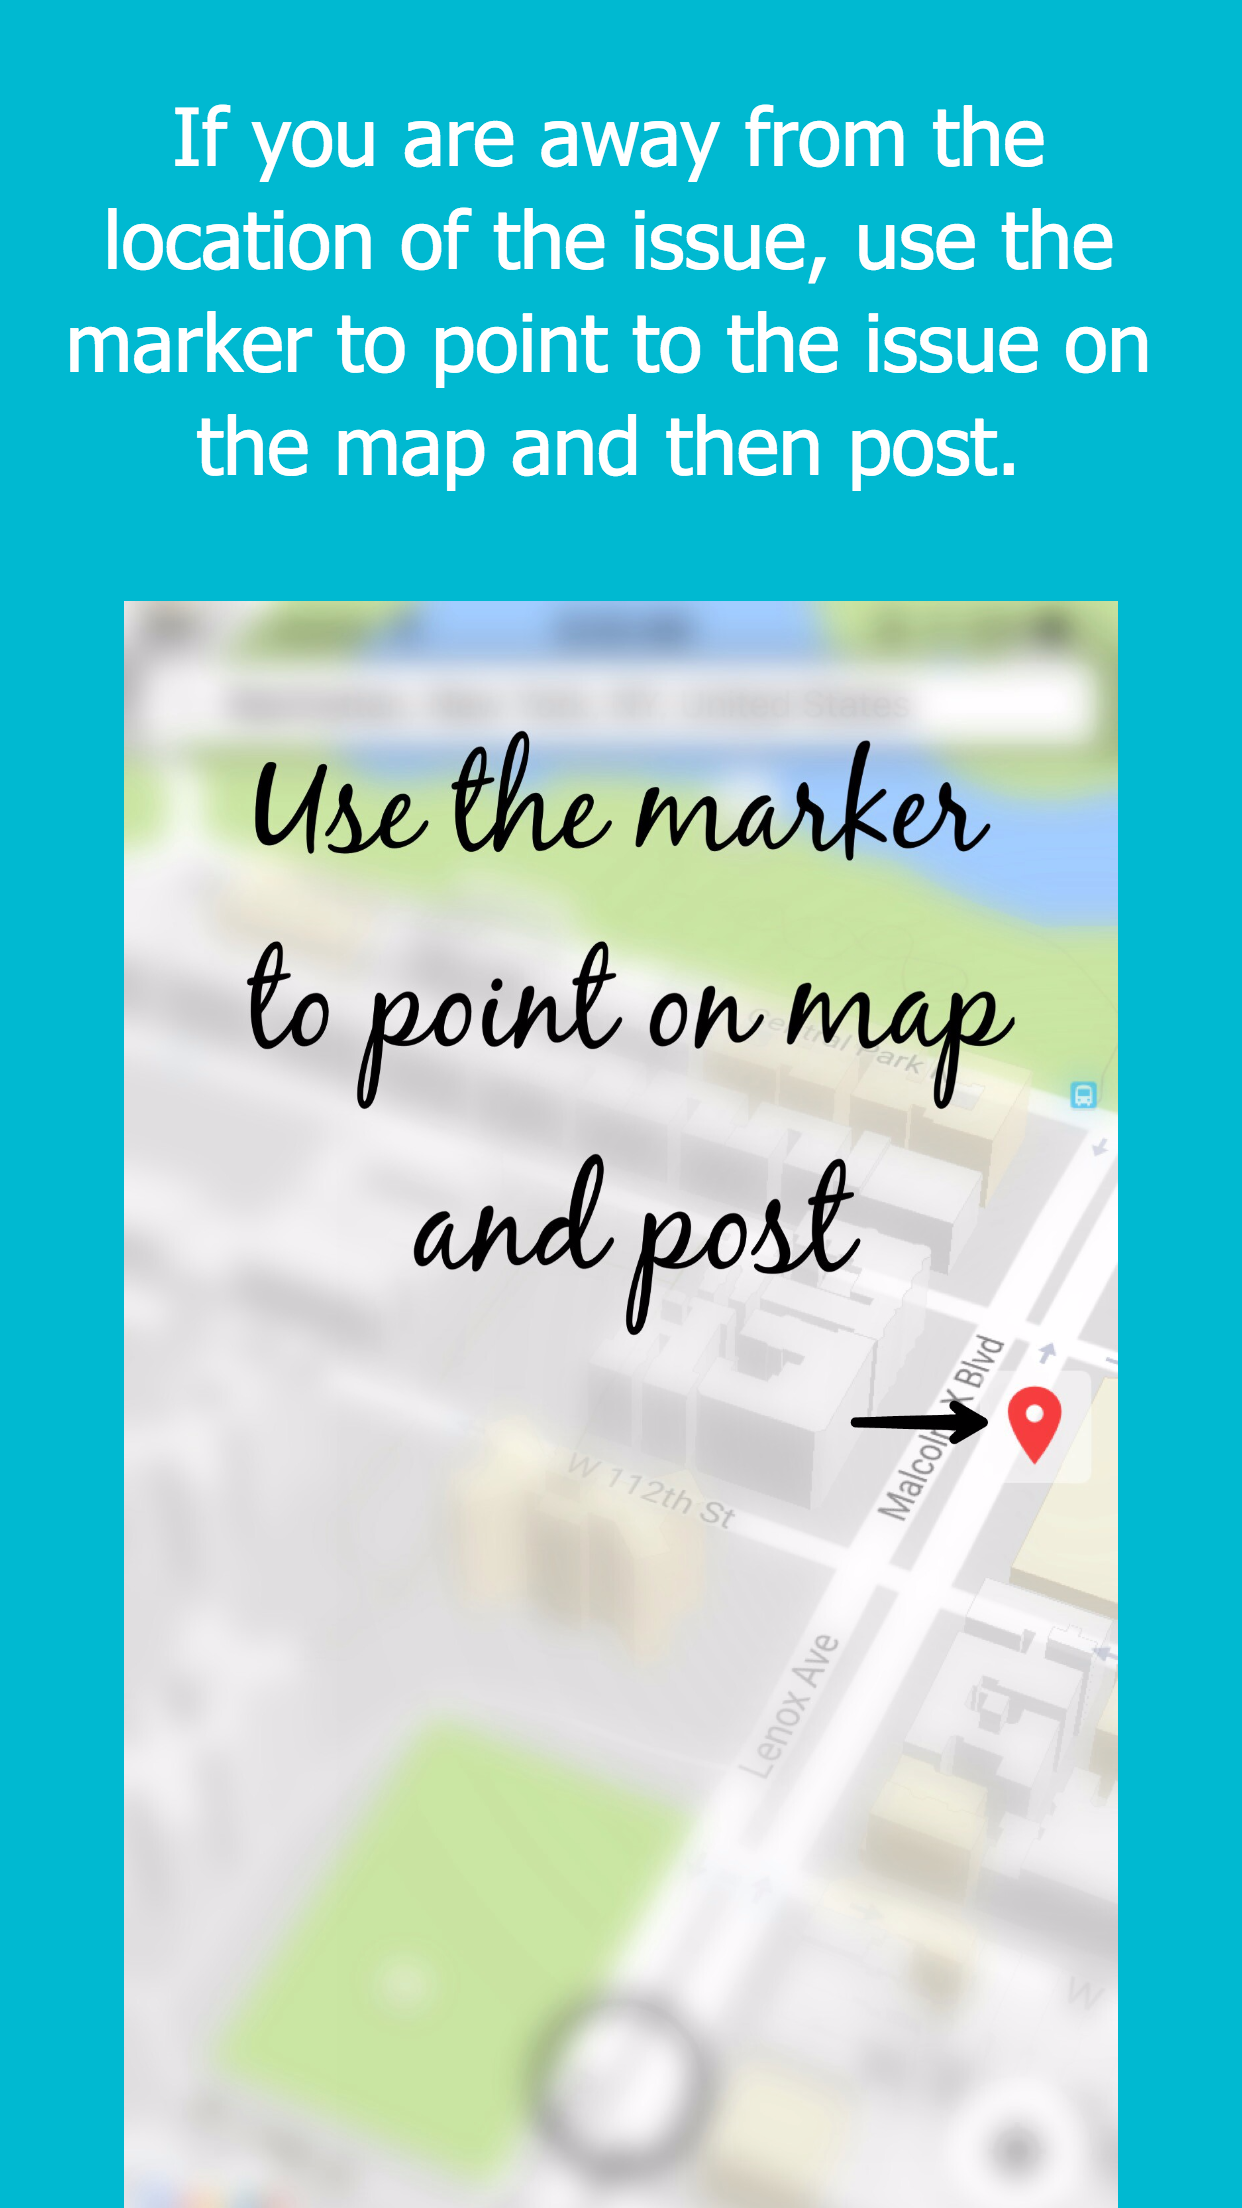 If you are away from the
location of the issue, use the
marker to point to the issue on
the map and then post.
United States
Use the marker
to point on map
and post
Central Park
Malcolm X Blvd
W 112th St
Lenox Ave
W